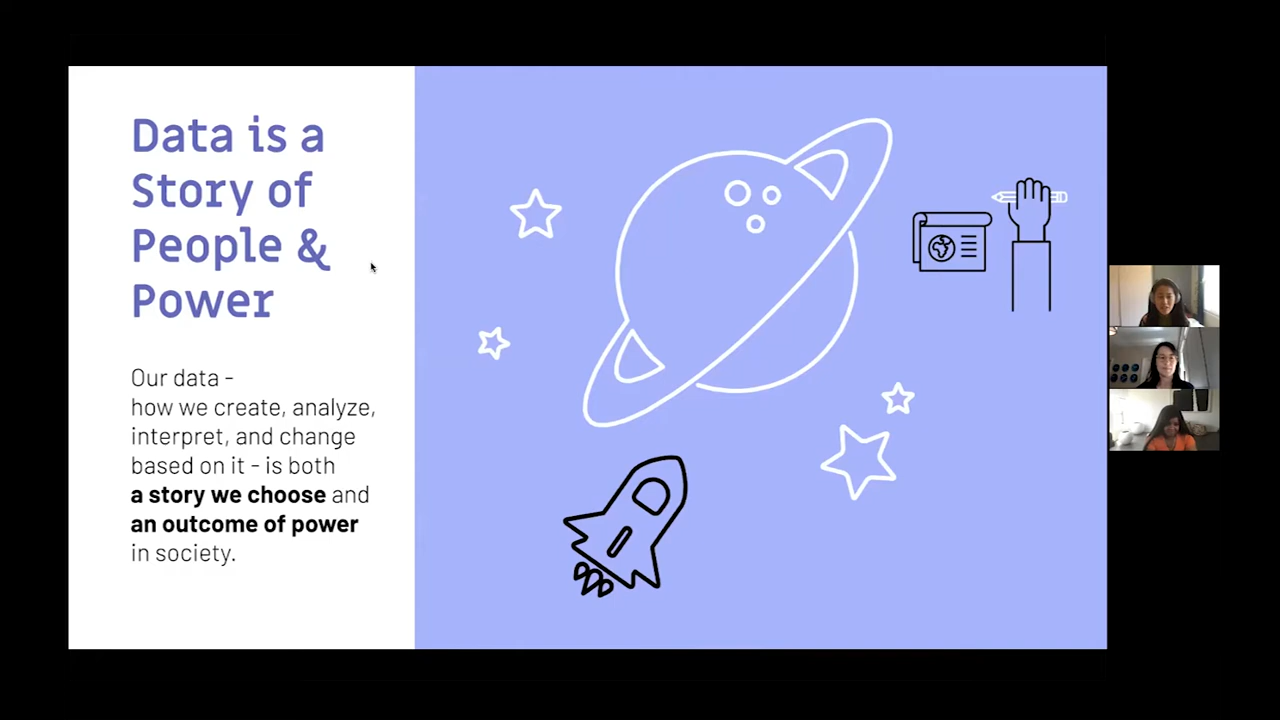 Data is a
Story of
People &
Power
Our data -
how we create, analyze,
interpret, and change
based on it - is both
a story we choose and
an outcome of power
in society.